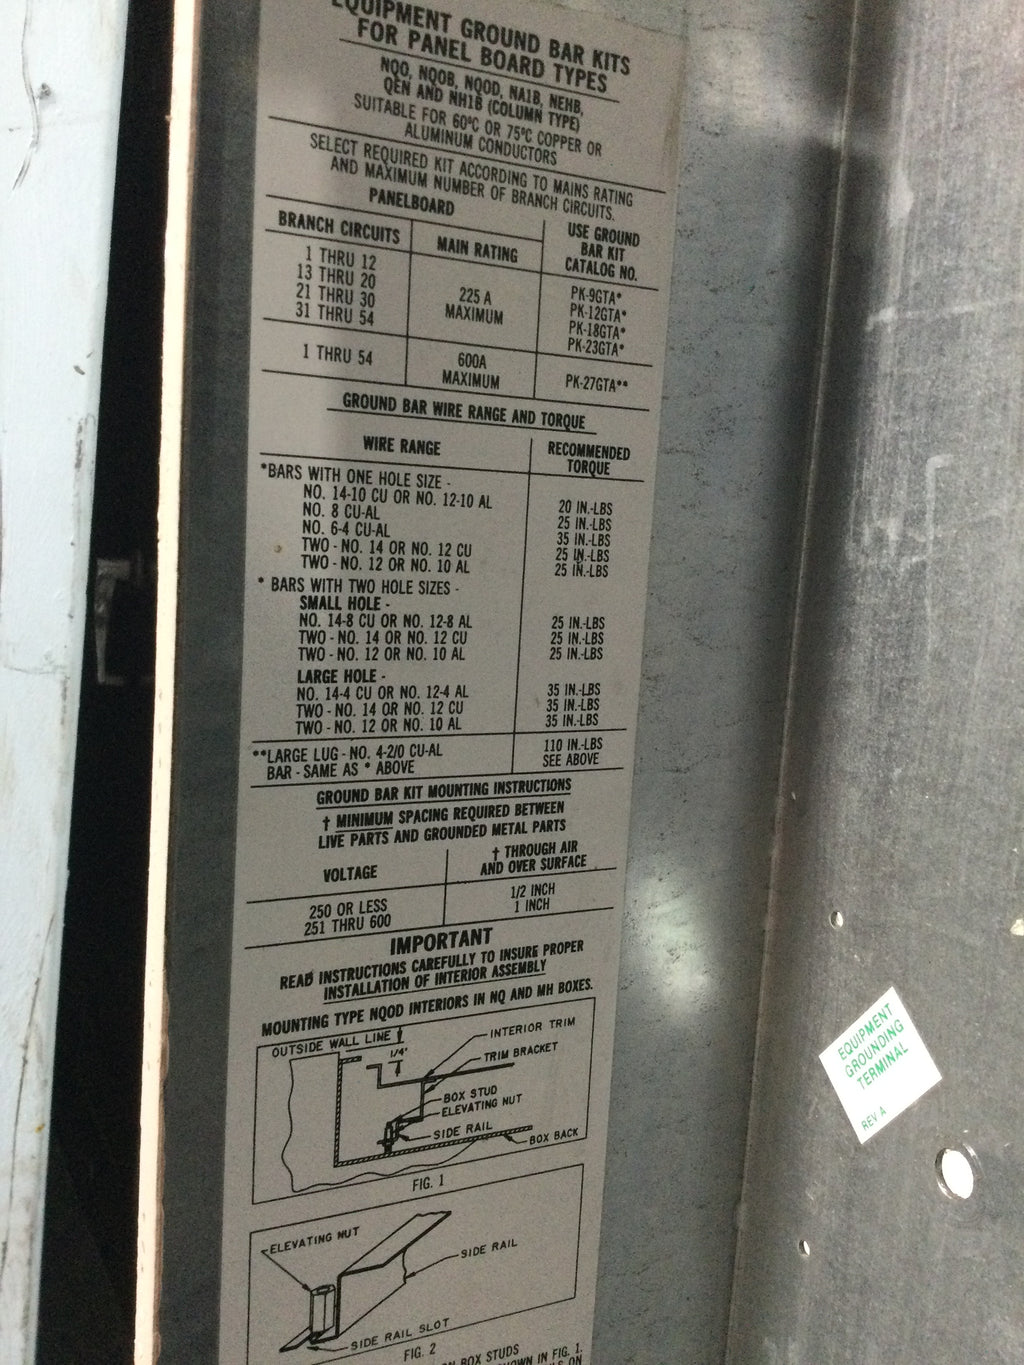 EQUIPMENT GROUND BAR KITS
FOR PANEL BOARD TYPES
NQO, NQOB, NQOD, NA1B, NEHB,
QEN AND NH1B (COLUMN TYPE)
SUITABLE FOR 60°C OR 75°C COPPER OR
ALUMINUM CONDUCTORS
SELECT REQUIRED KIT ACCORDING TO MAINS RATING
AND MAXIMUM NUMBER OF BRANCH CIRCUITS.
PANELBOARD
BRANCH CIRCUITS
MAIN RATING
USE GROUND
BAR KIT
CATALOG NO.
1 THRU 12
13 THRU 20
21 THRU 30
31 THRU 54
225 A
MAXIMUM
PK-9GTA*
PK-12GTA*
PK-18GTA*
PK-23GTA*
1 THRU 54
600A
MAXIMUM
PK-27GTA**
GROUND BAR WIRE RANGE AND TORQUE
WIRE RANGE
RECOMMENDED
TORQUE
*BARS WITH ONE HOLE SIZE -
NO. 14-10 CU OR NO. 12-10 AL 20 IN.-LBS
NO. 8 CU-AL 25 IN.-LBS
NO. 6-4 CU-AL 35 IN.-LBS
TWO - NO. 14 OR NO. 12 CU 25 IN.-LBS
TWO - NO. 12 OR NO. 10 AL 25 IN.-LBS
* BARS WITH TWO HOLE SIZES -
SMALL HOLE -
NO. 14-8 CU OR NO. 12-8 AL 25 IN.-LBS
TWO - NO. 14 OR NO. 12 CU 25 IN.-LBS
TWO - NO. 12 OR NO. 10 AL 25 IN.-LBS
LARGE HOLE -
NO. 14-4 CU OR NO. 12-4 AL 35 IN.-LBS
TWO - NO. 14 OR NO. 12 CU 35 IN.-LBS
TWO - NO. 12 OR NO. 10 AL 35 IN.-LBS
**LARGE LUG - NO. 4-2/0 CU-AL 110 IN.-LBS
BAR - SAME AS * ABOVE SEE ABOVE
GROUND BAR KIT MOUNTING INSTRUCTIONS
† MINIMUM SPACING REQUIRED BETWEEN
LIVE PARTS AND GROUNDED METAL PARTS
VOLTAGE
† THROUGH AIR
AND OVER SURFACE
250 OR LESS 1/2 INCH
251 THRU 600 1 INCH
IMPORTANT
READ INSTRUCTIONS CAREFULLY TO INSURE PROPER
INSTALLATION OF INTERIOR ASSEMBLY
MOUNTING TYPE NQOD INTERIORS IN NQ AND MH BOXES.
OUTSIDE WALL LINE
1/4"
INTERIOR TRIM
TRIM BRACKET
BOX STUD
ELEVATING NUT
SIDE RAIL
BOX BACK
FIG. 1
ELEVATING NUT
SIDE RAIL
SIDE RAIL SLOT
FIG. 2
ON BOX STUDS
SHOWN IN FIG. 1.
ON
EQUIPMENT
GROUNDING
TERMINAL
REV A